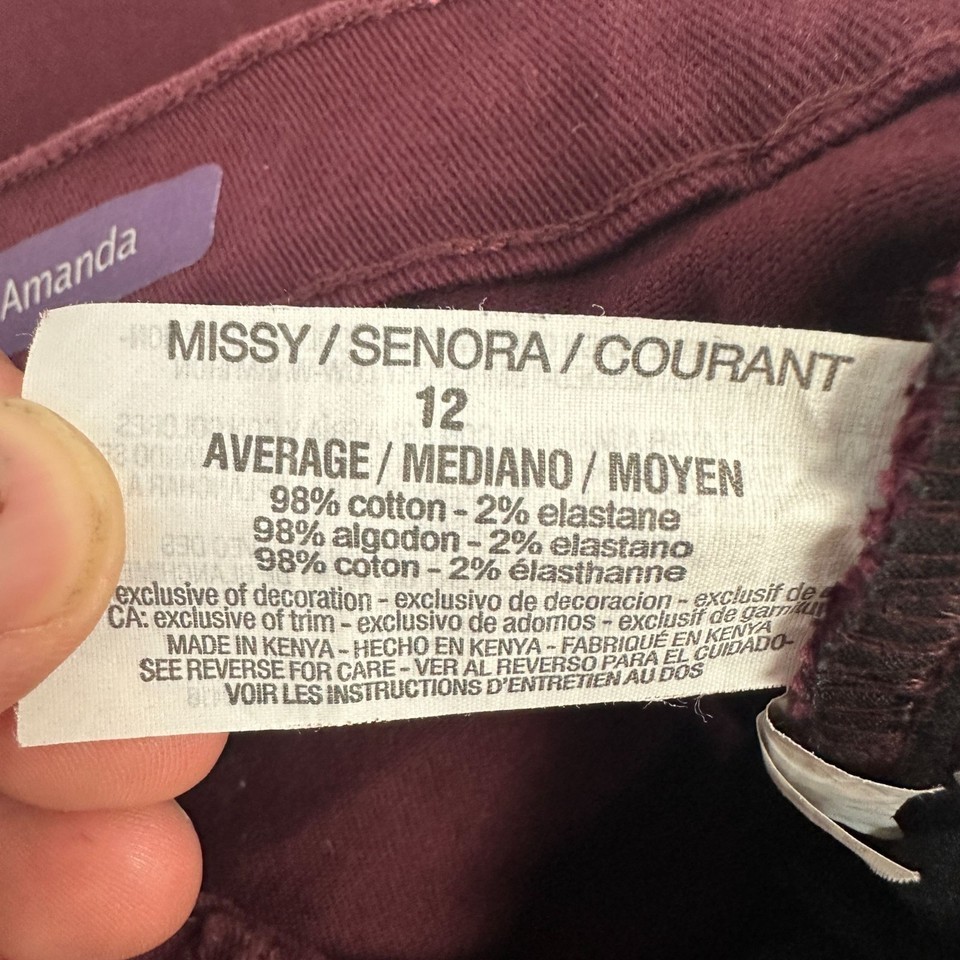 Amanda
MISSY / SENORA / COURANT
12
AVERAGE / MEDIANO / MOYEN
98% cotton - 2% elastane
98% algodon - 2% elastano
98% coton - 2% élasthanne
exclusive of decoration - exclusivo de decoracion - exclusif de
CA: exclusive of trim - exclusivo de adornos - exclusif de garnitur
MADE IN KENYA - HECHO EN KENYA - FABRIQUÉ EN KENYA
SEE REVERSE FOR CARE - VER AL REVERSO PARA EL CUIDADO-
VOIR LES INSTRUCTIONS D'ENTRETIEN AU DOS